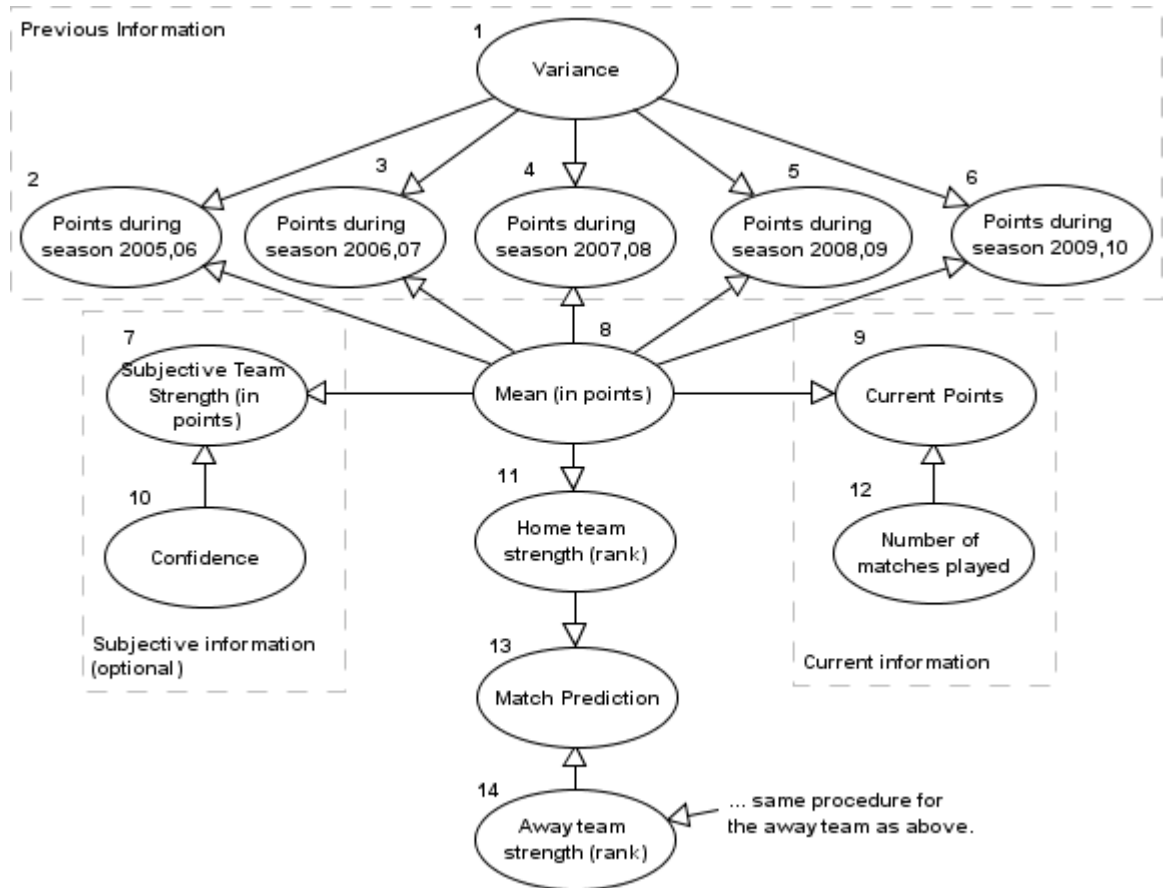 Previous Information
1
Variance
2
Points during
season 2005,06
3
Points during
season 2006,07
4
Points during
season 2007,08
5
Points during
season 2008,09
6
Points during
season 2009,10
7
Subjective Team
Strength (in
points)
8
Mean (in points)
9
Current Points
10
Confidence
Subjective information
(optional)
11
Home team
strength (rank)
12
Number of
matches played
Current information
13
Match Prediction
14
Away team
strength (rank)
... same procedure for
the away team as above.